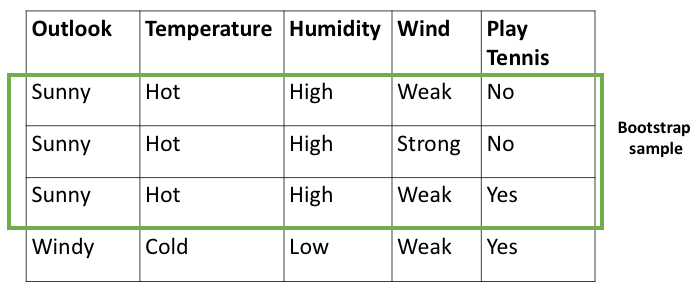 Outlook Temperature Humidity Wind Play
Tennis
Sunny Hot High Weak No
Bootstrap
sample
Sunny Hot High Strong No
Sunny Hot High Weak Yes
Windy Cold Low Weak Yes